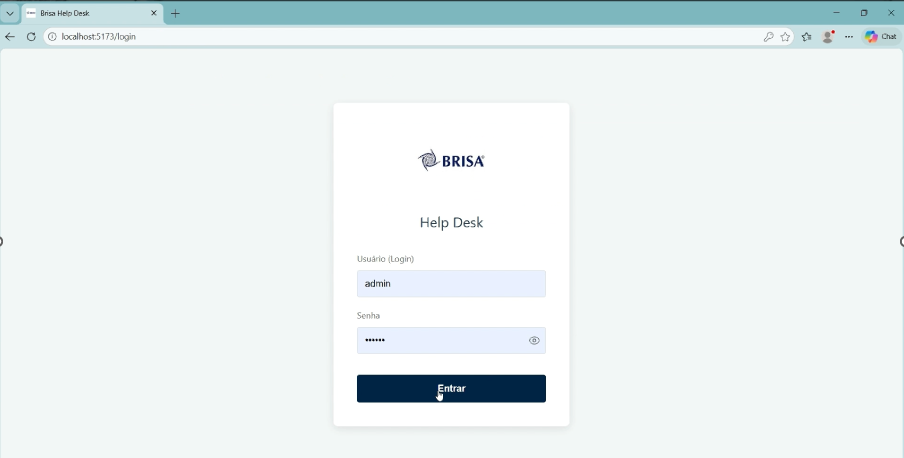 Brisa Help Desk
localhost:5173/login
Chat
BRISA
Help Desk
Usuário (Login)
admin
Senha
••••••
Entrar